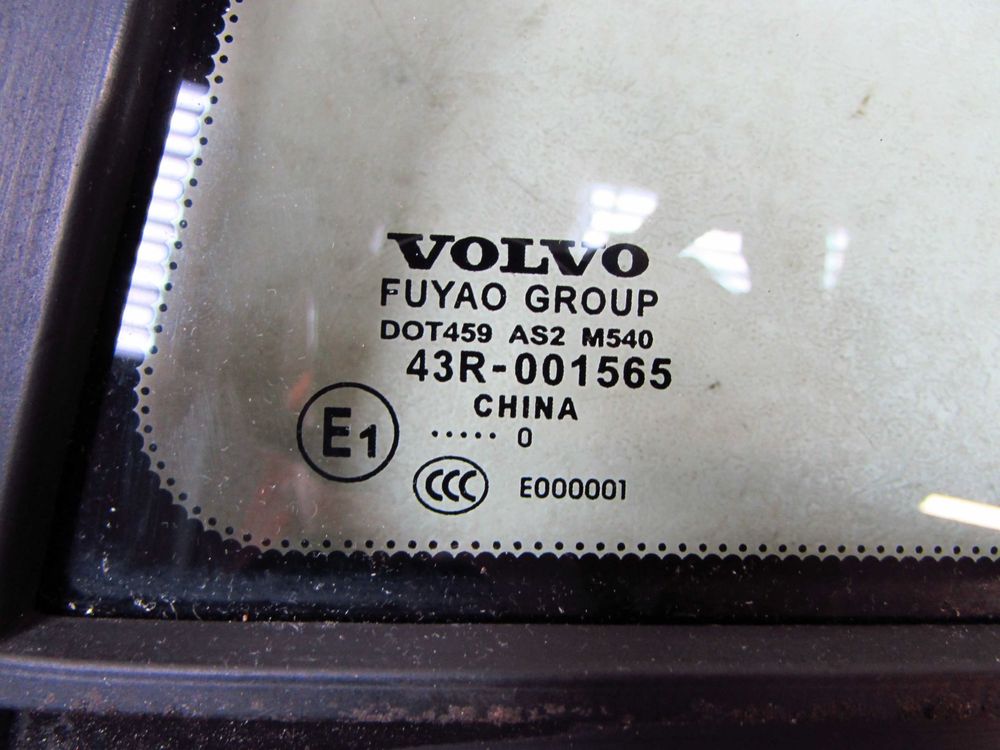 VOLVO
FUYAO GROUP
DOT459 AS2 M540
43R-001565
CHINA
E1
..... 0
CCC E000001